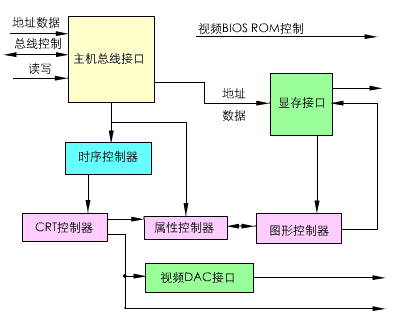 地址数据
总线控制
读写
主机总线接口
视频BIOS ROM控制
地址
数据
显存接口
时序控制器
CRT控制器
属性控制器
图形控制器
视频DAC接口